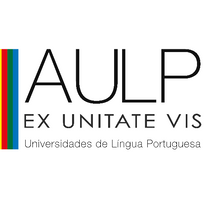 AULP
EX UNITATE VIS
Universidades de Língua Portuguesa